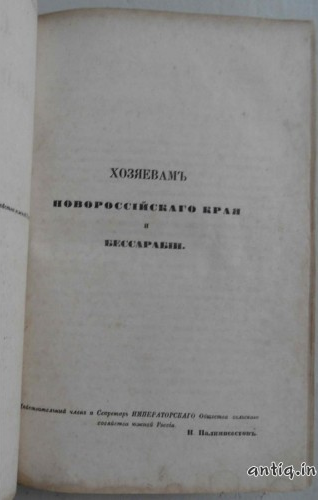 ХОЗЯЕВАМЪ
НОВОРОССІЙСКАГО КРАЯ
И
БЕССАРАБІИ.
Дѣйствительный членъ и Секретарь ИМПЕРАТОРСКАГО Общества сельскаго
хозяйства южной Россіи.
И. Палимпсестовъ.
antiq.in